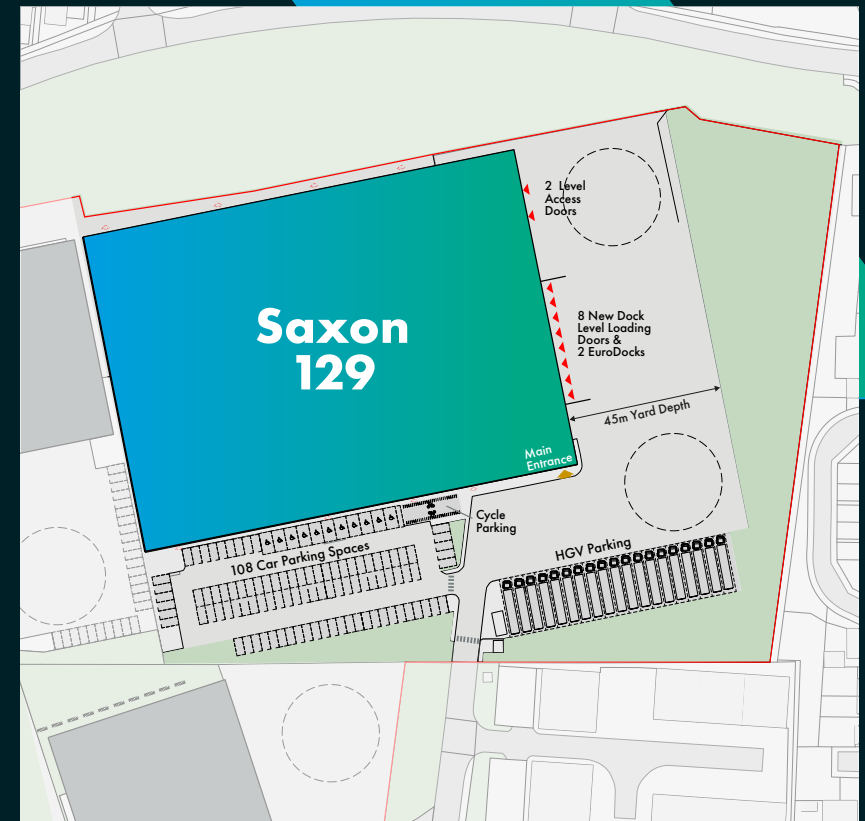 2 Level
Access
Doors
8 New Dock
Level Loading
Doors &
2 EuroDocks
Saxon
129
45m Yard Depth
Main
Entrance
Cycle
Parking
HGV Parking
108 Car Parking Spaces